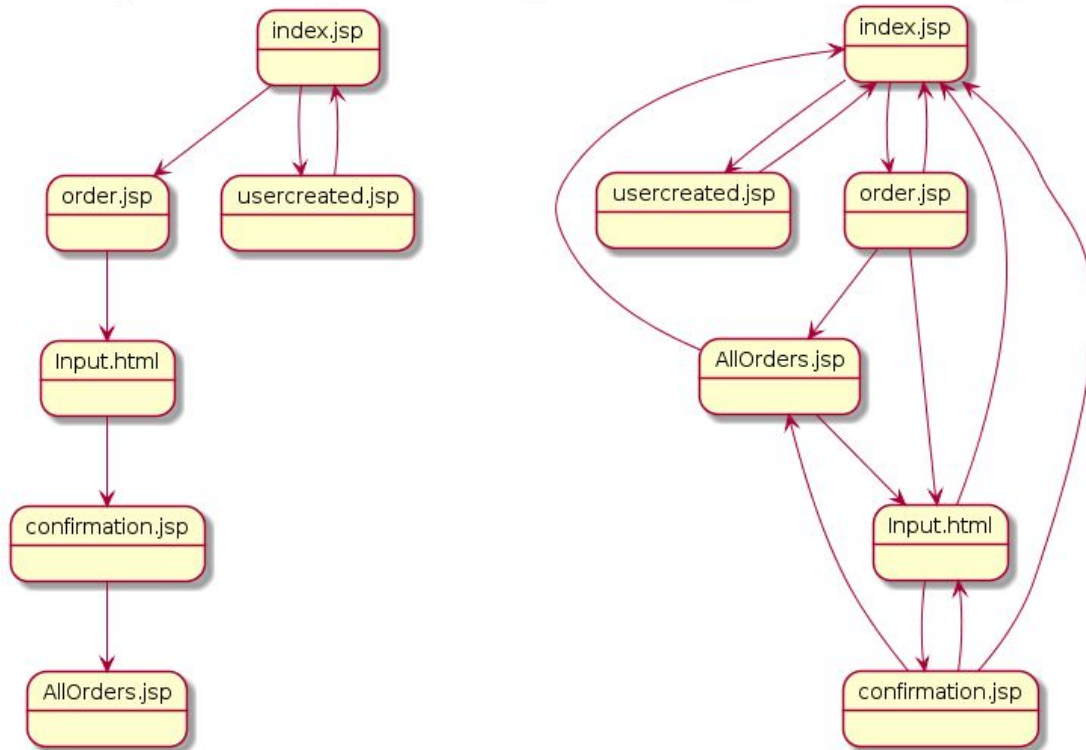 index.jsp
order.jsp
usercreated.jsp
Input.html
confirmation.jsp
AllOrders.jsp
index.jsp
usercreated.jsp
order.jsp
AllOrders.jsp
Input.html
confirmation.jsp